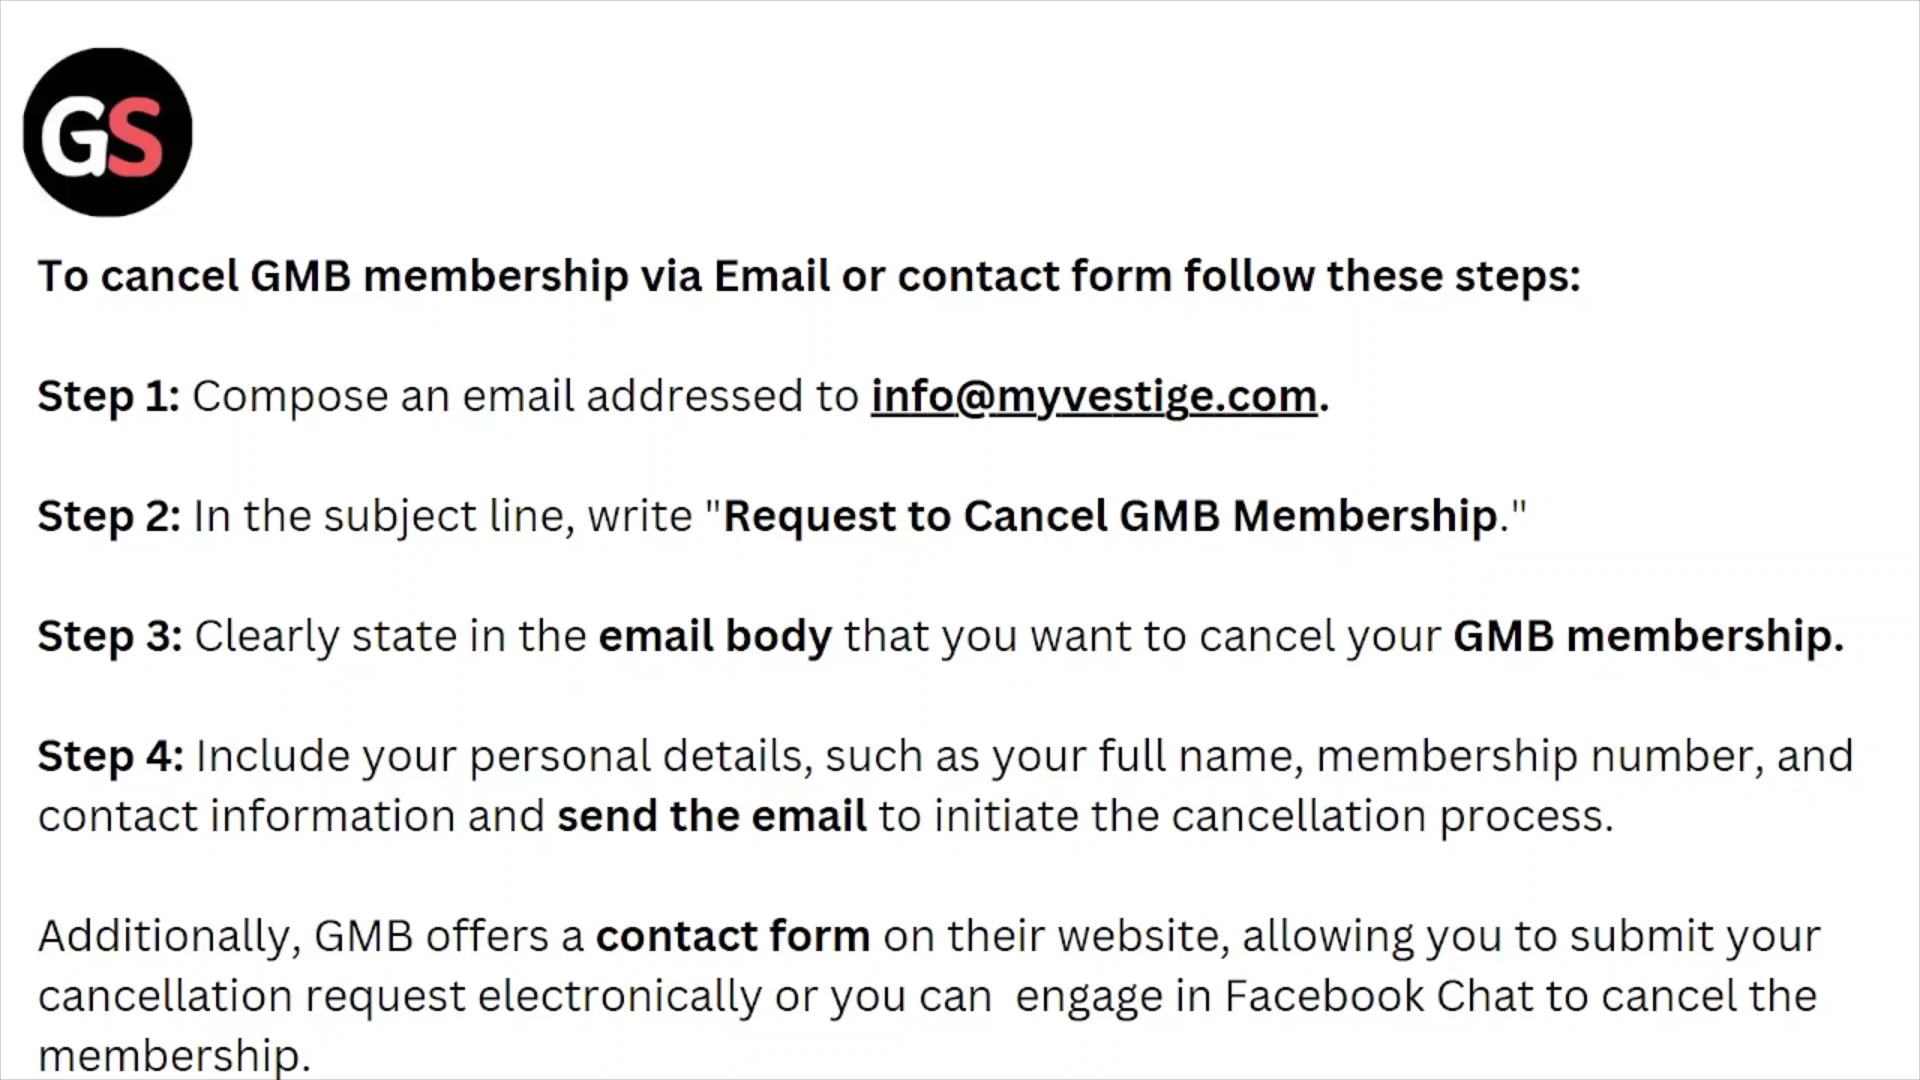 GS
To cancel GMB membership via Email or contact form follow these steps:
Step 1: Compose an email addressed to info@myvestige.com.
Step 2: In the subject line, write "Request to Cancel GMB Membership."
Step 3: Clearly state in the email body that you want to cancel your GMB membership.
Step 4: Include your personal details, such as your full name, membership number, and
contact information and send the email to initiate the cancellation process.
Additionally, GMB offers a contact form on their website, allowing you to submit your
cancellation request electronically or you can  engage in Facebook Chat to cancel the
membership.